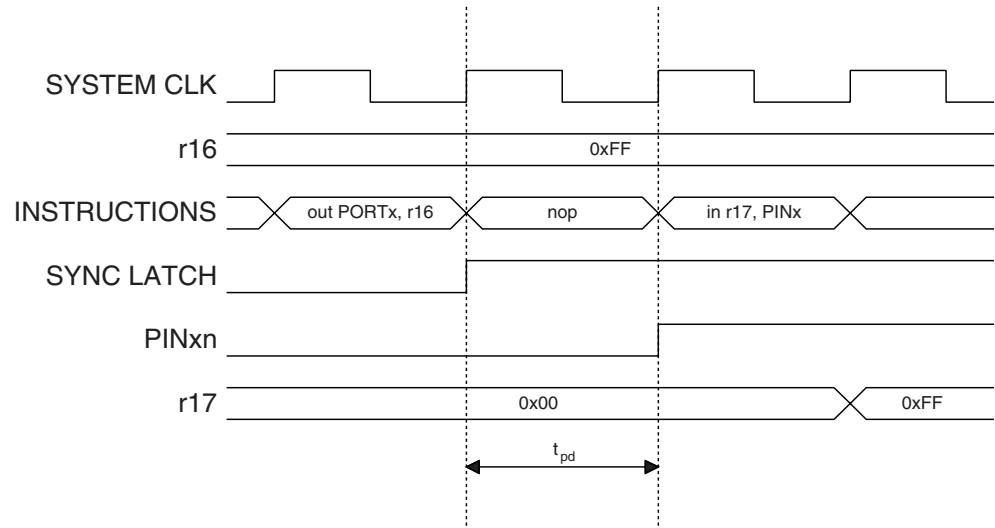 SYSTEM CLK
r16
0xFF
INSTRUCTIONS
out PORTx, r16
nop
in r17, PINx
SYNC LATCH
PINxn
r17
0x00
0xFF
tpd